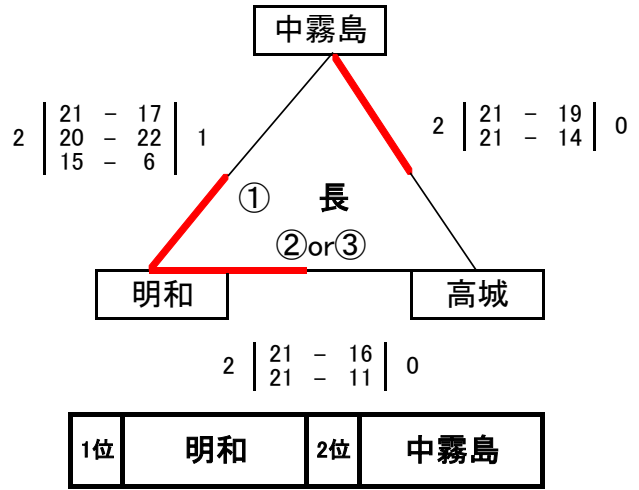 中霧島
2 21 － 17 1
20 － 22
15 － 6
2 21 － 19 0
21 － 14
① 長
②or③
明和 高城
2 21 － 16 0
21 － 11
1位 明和 2位 中霧島